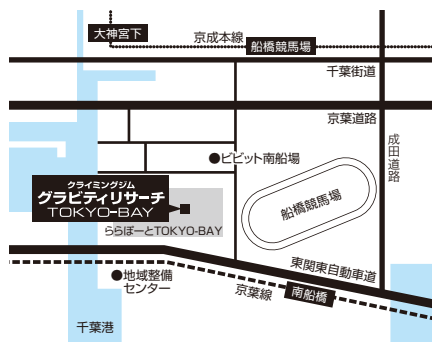 大神宮下
京成本線
船橋競馬場
千葉街道
京葉道路
成田道路
ビビット南船場
クライミングジム
グラビティリサーチ
TOKYO-BAY
ららぽーとTOKYO-BAY
船橋競馬場
東関東自動車道
地域整備
センター
京葉線
南船橋
千葉港